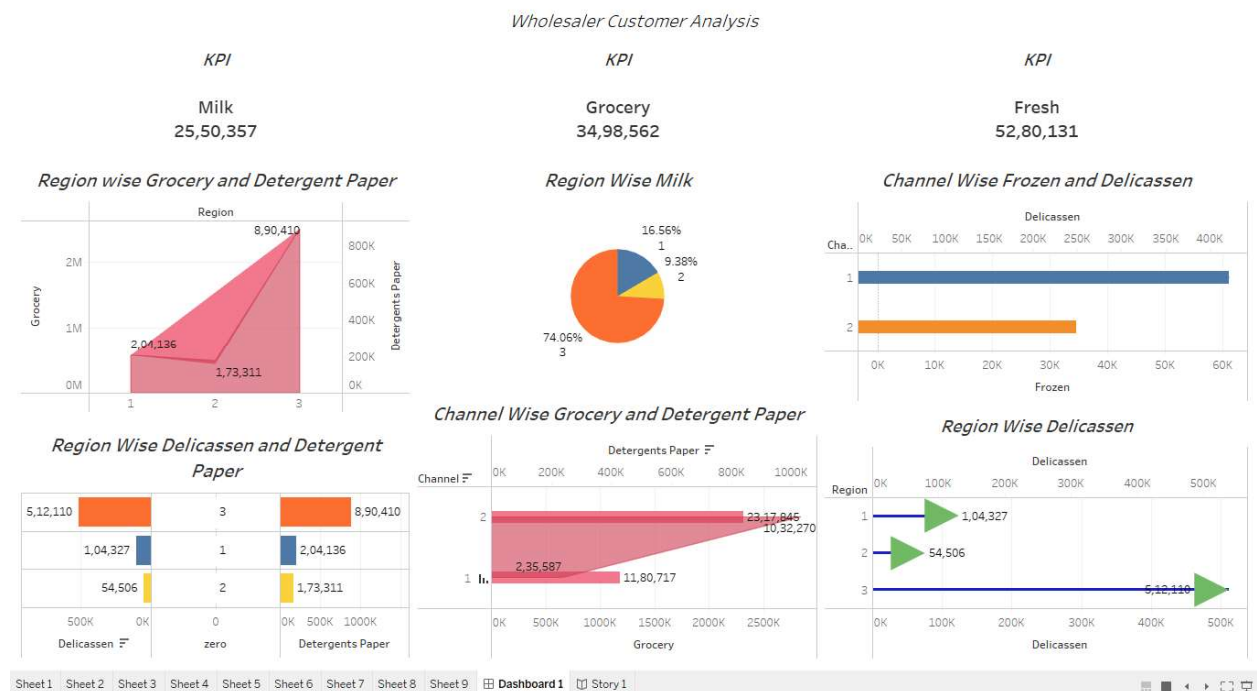 Wholesaler Customer Analysis
KPI
Milk
25,50,357
KPI
Grocery
34,98,562
KPI
Fresh
52,80,131
Region wise Grocery and Detergent Paper
Region
8,90,410
2,04,136
1,73,311
Grocery
2M
1M
0M
800K
600K
400K
200K
0K
Detergents Paper
1 2 3
Region Wise Milk
16.56%
1
9.38%
2
74.06%
3
Channel Wise Frozen and Delicassen
Delicassen
Cha..
0K 50K 100K 150K 200K 250K 300K 350K 400K
1
2
0K 10K 20K 30K 40K 50K 60K
Frozen
Region Wise Delicassen and Detergent
Paper
5,12,110 3 8,90,410
1,04,327 1 2,04,136
54,506 2 1,73,311
500K 0K 0 0K 500K 1000K
Delicassen zero Detergents Paper
Channel Wise Grocery and Detergent Paper
Detergents Paper
Channel
0K 200K 400K 600K 800K 1000K
2
23,17,845
10,32,270
2,35,587
1
11,80,717
0K 500K 1000K 1500K 2000K 2500K
Grocery
Region Wise Delicassen
Delicassen
Region
0K 100K 200K 300K 400K 500K
1 1,04,327
2 54,506
3 5,12,110
0K 100K 200K 300K 400K 500K
Delicassen
Sheet 1 Sheet 2 Sheet 3 Sheet 4 Sheet 5 Sheet 6 Sheet 7 Sheet 8 Sheet 9 Dashboard 1 Story 1